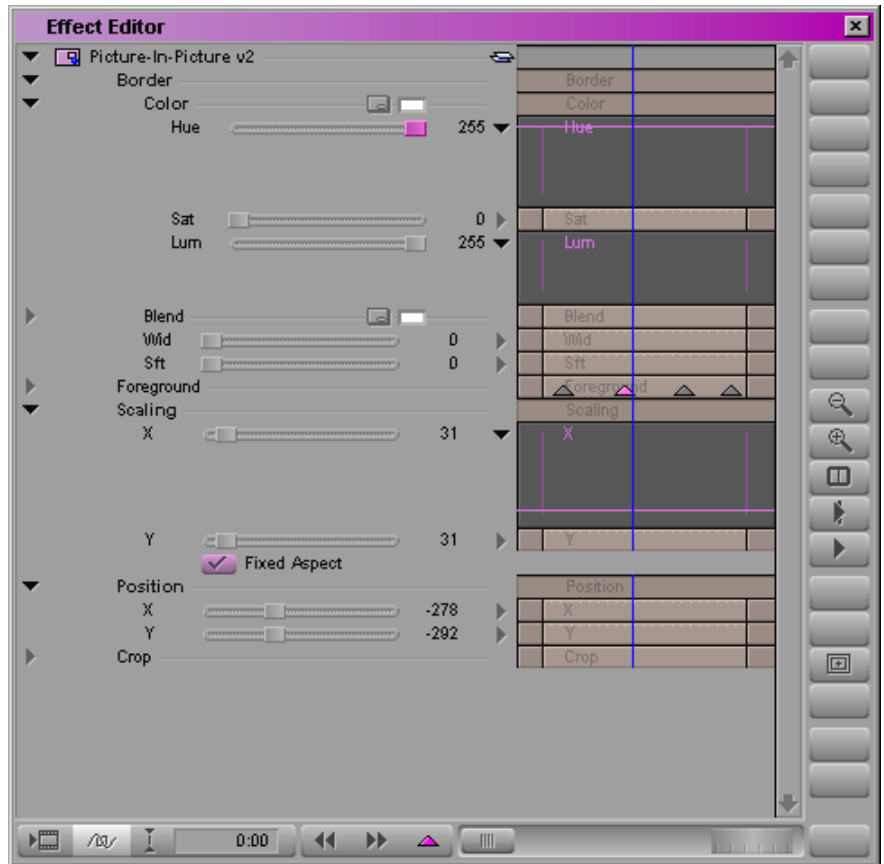 Effect Editor
Picture-In-Picture v2
Border Border
Color Color
Hue 255 Hue
Sat 0 Sat
Lum 255 Lum
Blend Blend
Wid 0 Wid
Sft 0 Sft
Foreground Foreground
Scaling Scaling
X 31 X
Y 31 Y
Fixed Aspect
Position Position
X -278 X
Y -292 Y
Crop Crop
0:00